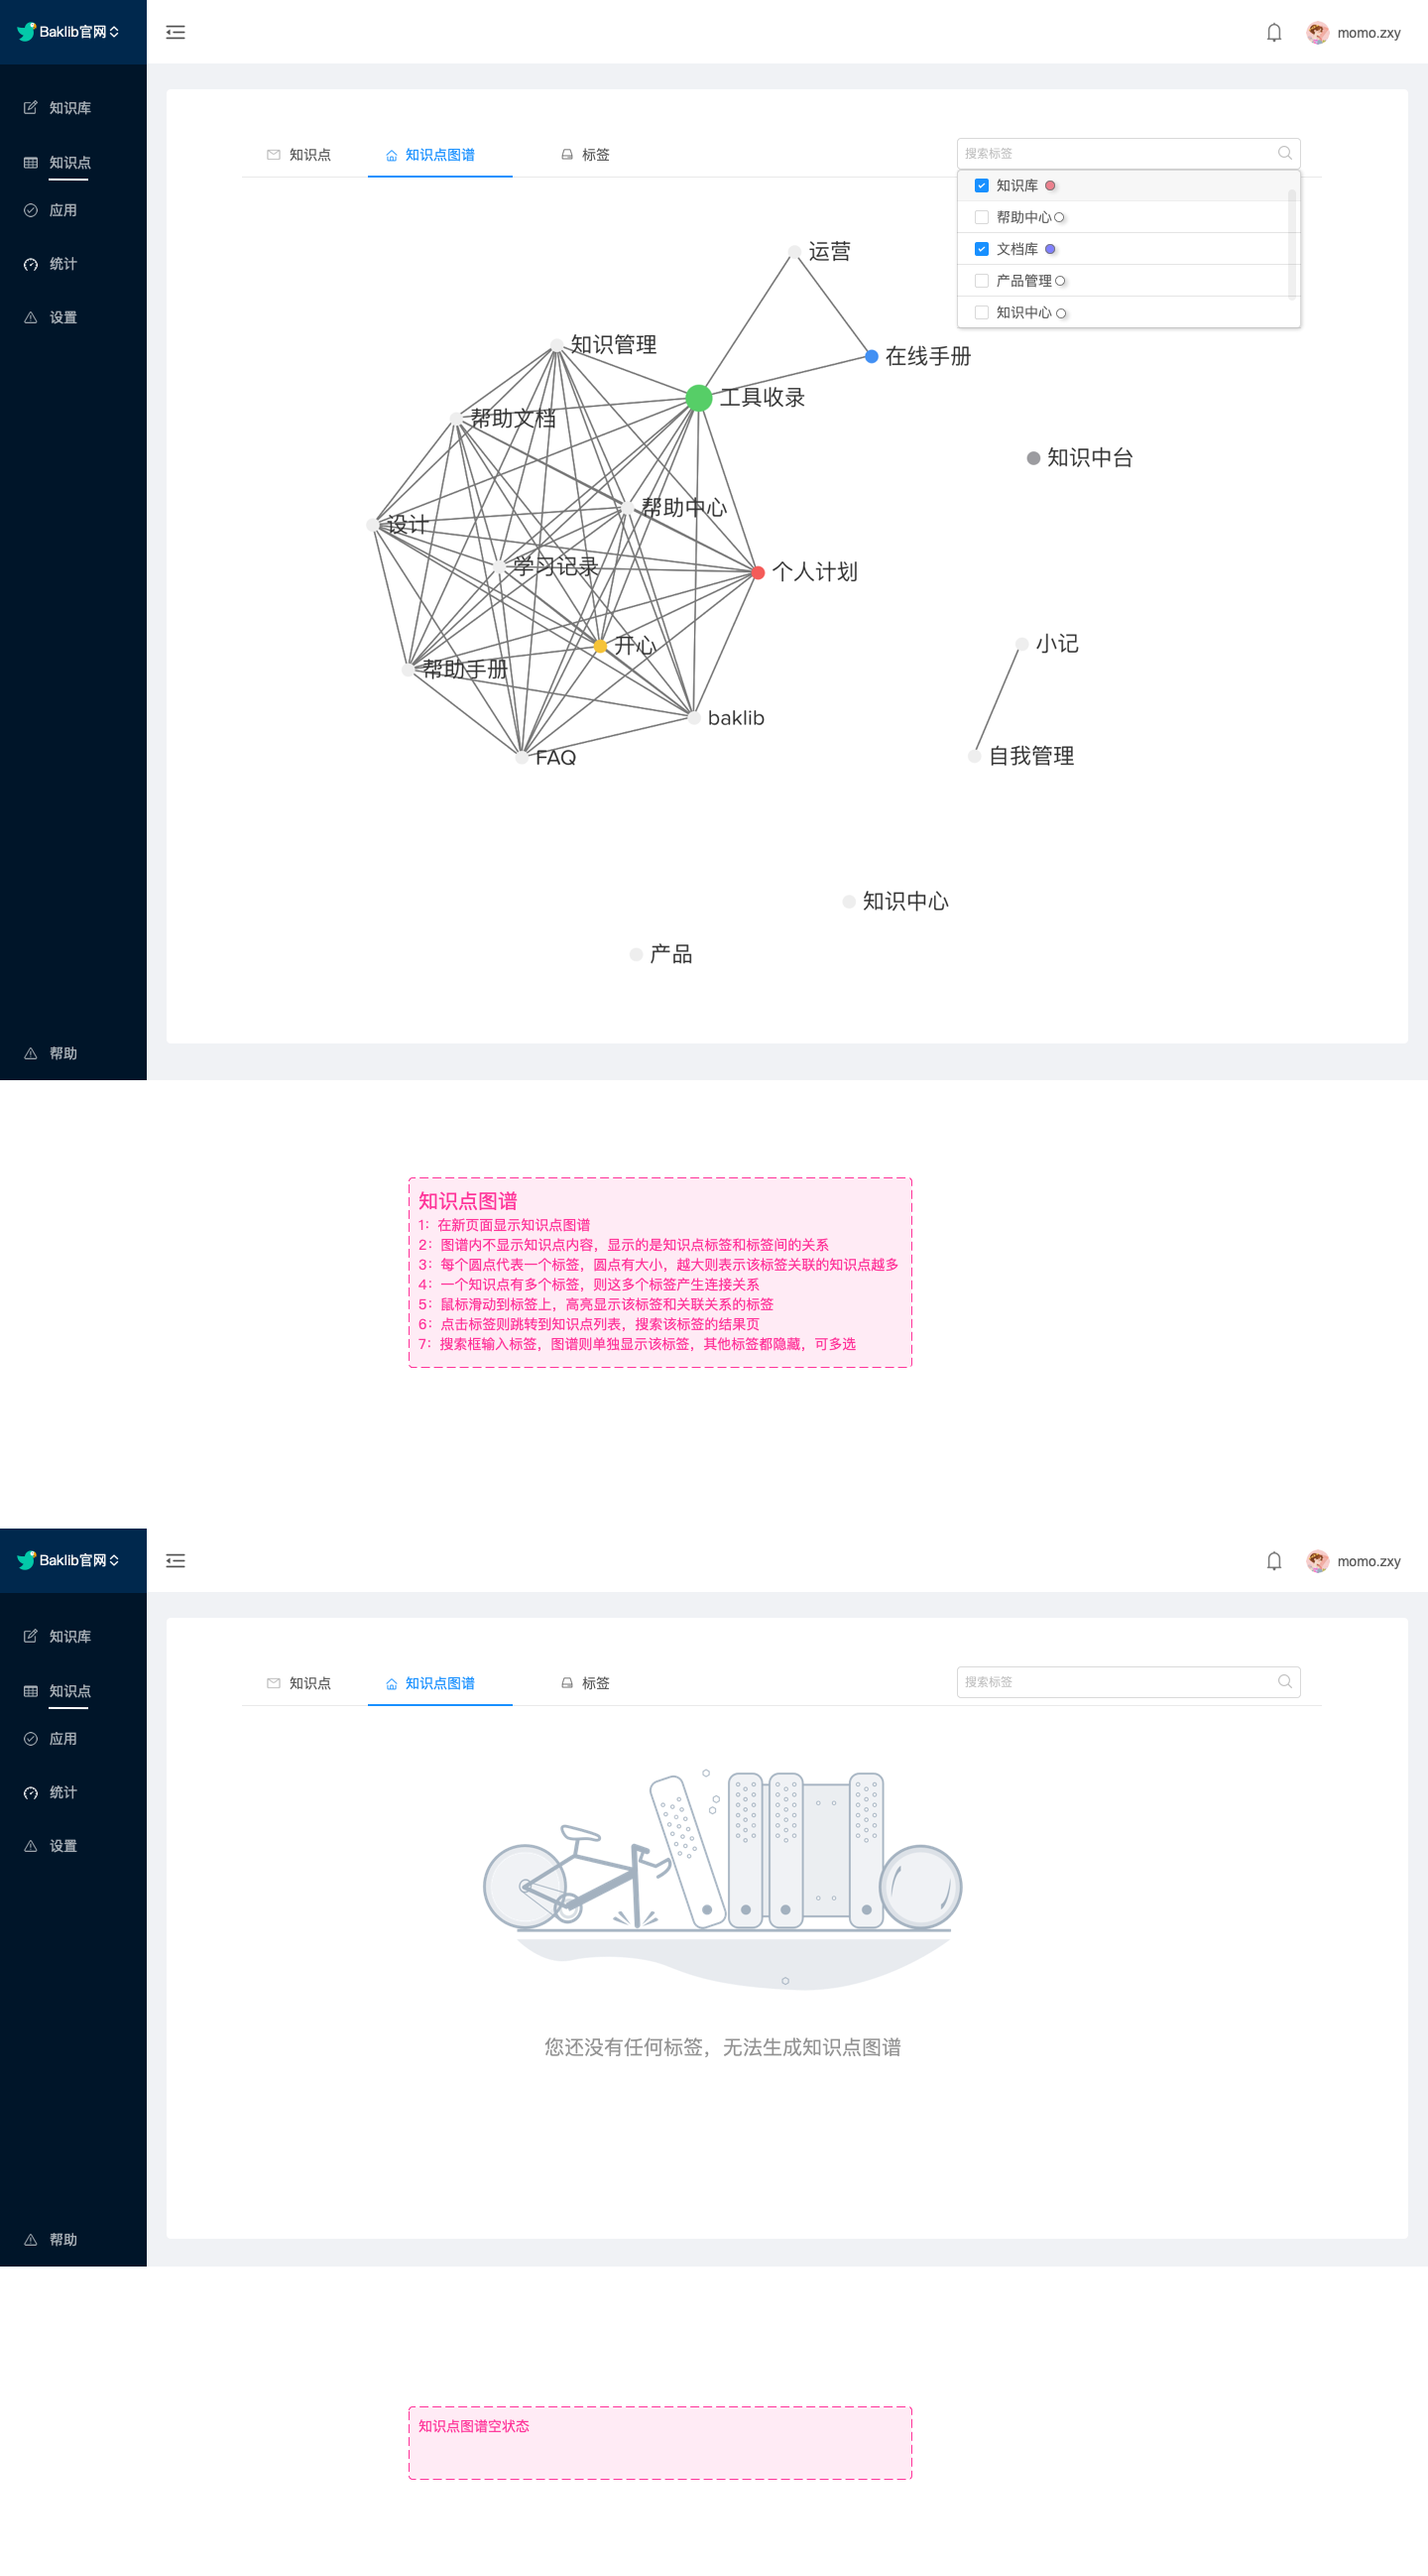 Baklib官网
momo.zxy
知识库
知识点
应用
统计
设置
帮助
知识点
知识点图谱
标签
搜索标签
知识库
帮助中心
文档库
产品管理
知识中心
运营
知识管理
在线手册
工具收录
帮助文档
知识中台
帮助中心
设计
学习记录
个人计划
开心
小记
帮助手册
baklib
FAQ
自我管理
知识中心
产品
知识点图谱
1：在新页面显示知识点图谱
2：图谱内不显示知识点内容，显示的是知识点标签和标签间的关系
3：每个圆点代表一个标签，圆点有大小，越大则表示该标签关联的知识点越多
4：一个知识点有多个标签，则这多个标签产生连接关系
5：鼠标滑动到标签上，高亮显示该标签和关联关系的标签
6：点击标签则跳转到知识点列表，搜索该标签的结果页
7：搜索框输入标签，图谱则单独显示该标签，其他标签都隐藏，可多选
Baklib官网
momo.zxy
知识库
知识点
应用
统计
设置
帮助
知识点
知识点图谱
标签
搜索标签
您还没有任何标签，无法生成知识点图谱
知识点图谱空状态